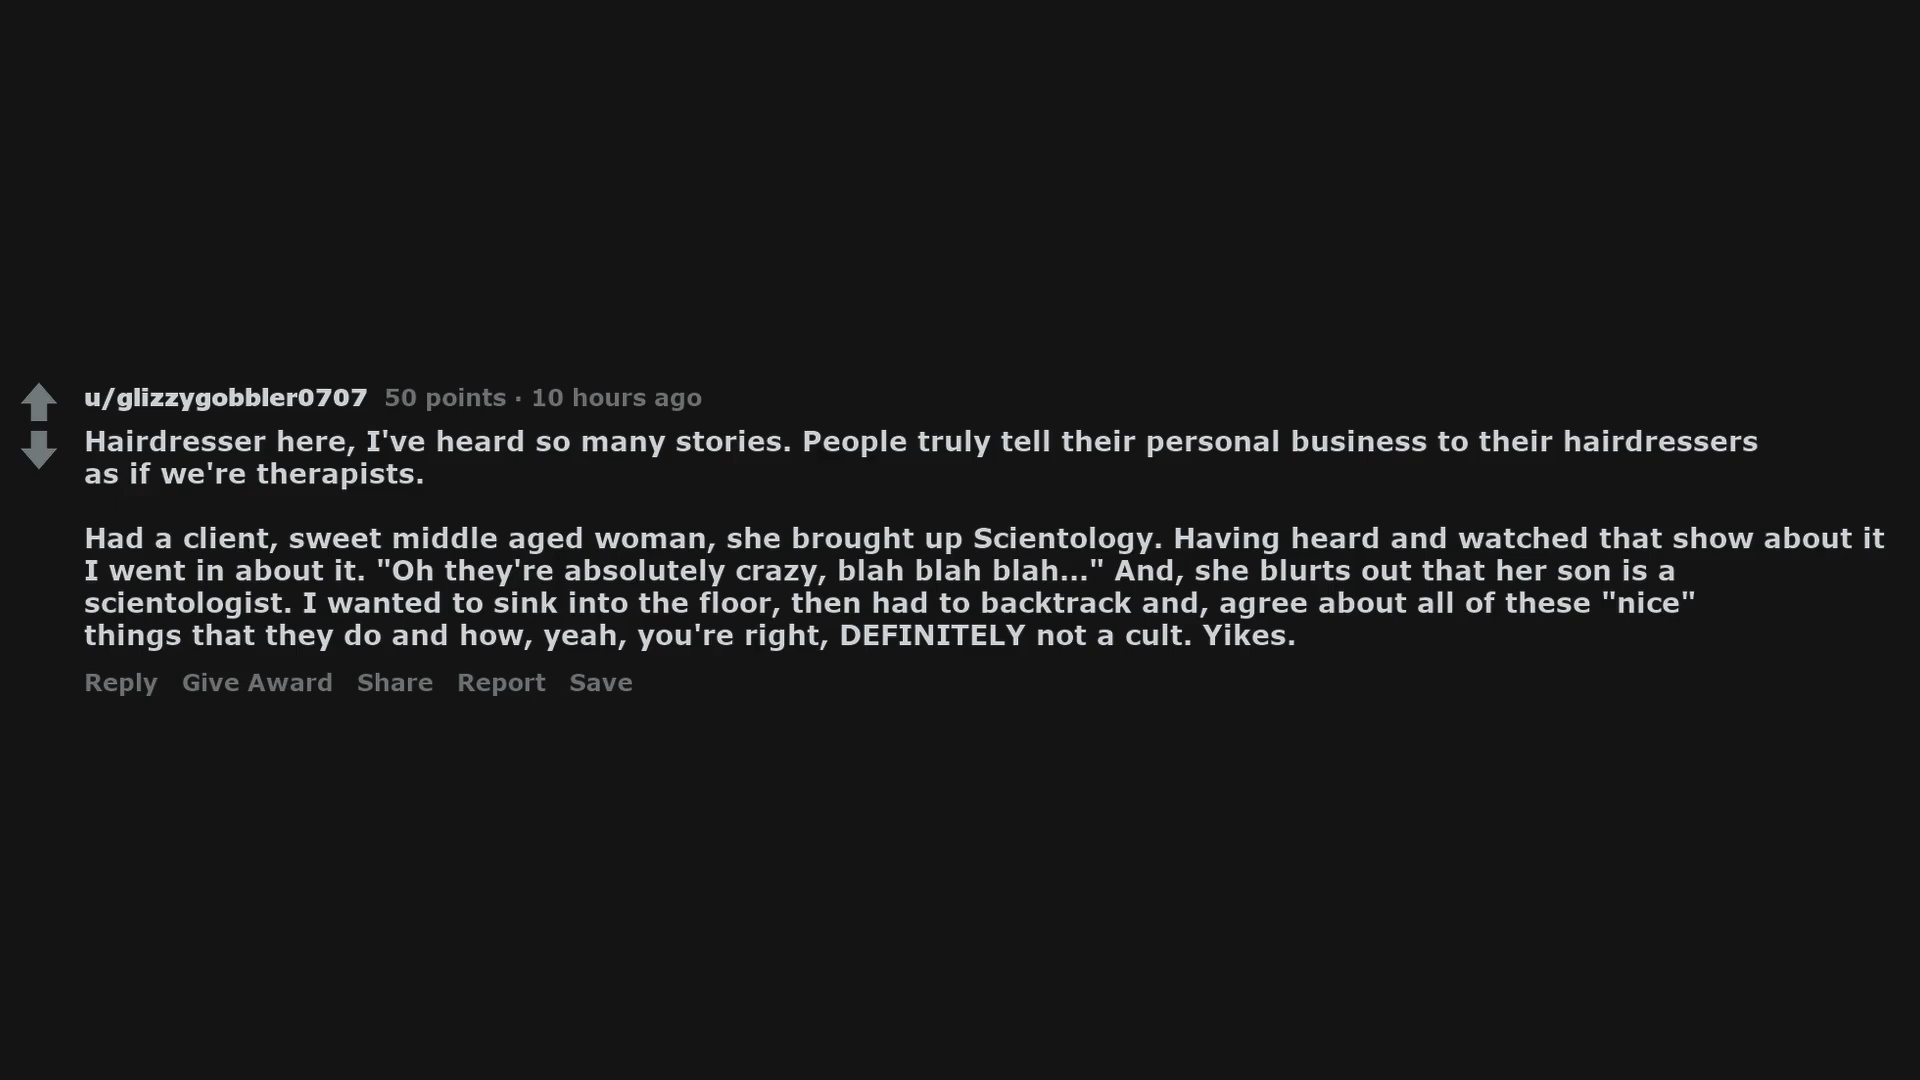 u/glizzygobbler0707 50 points · 10 hours ago
Hairdresser here, I've heard so many stories. People truly tell their personal business to their hairdressers
as if we're therapists.
Had a client, sweet middle aged woman, she brought up Scientology. Having heard and watched that show about it
I went in about it. "Oh they're absolutely crazy, blah blah blah..." And, she blurts out that her son is a
scientologist. I wanted to sink into the floor, then had to backtrack and, agree about all of these "nice"
things that they do and how, yeah, you're right, DEFINITELY not a cult. Yikes.
Reply Give Award Share Report Save